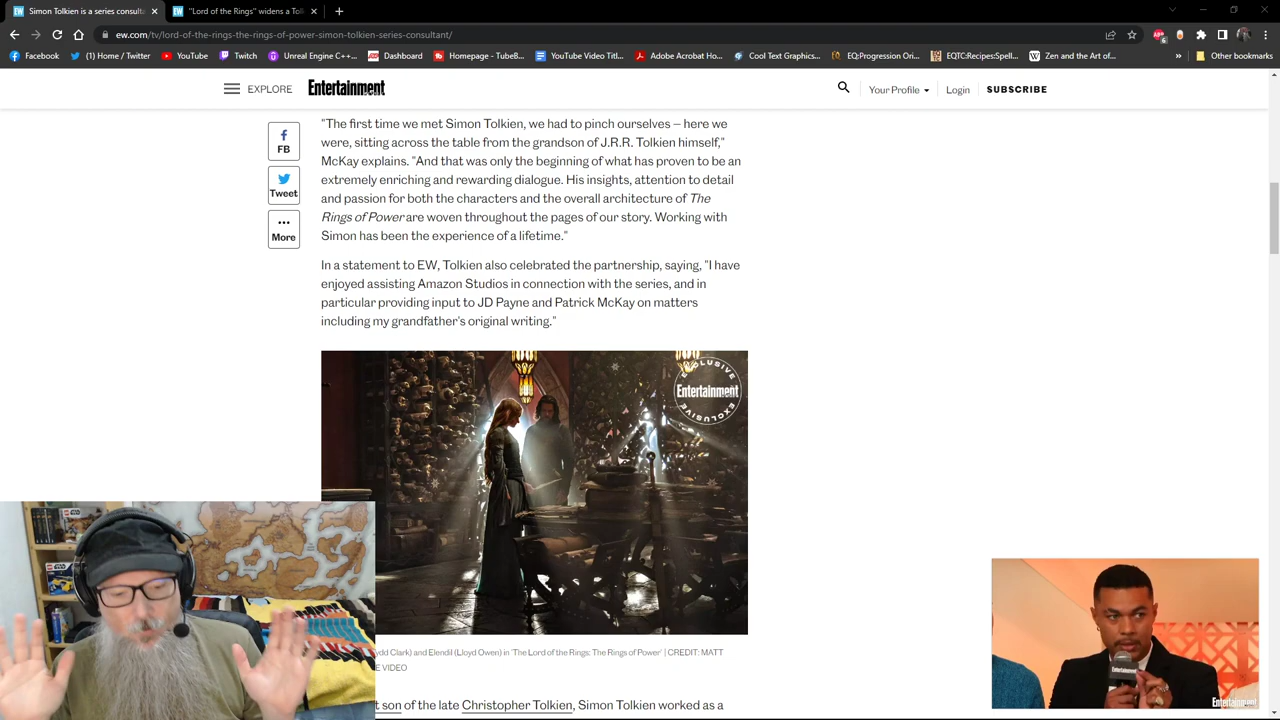 Simon Tolkien is a series consult
"Lord of the Rings: The Rings of
ew.com/tv/lord-of-the-rings-the-rings-of-power-simon-tolkien-series-consultant/
Facebook
Twitter
YouTube
Twitch
Unreal Engine C++...
Dashboard
Homepage - TubeB...
YouTube Video Titl...
Adobe Acrobat Ho...
Cool Text Graphics...
EQ:Progression Ori...
EQTC:Recipes:Spell...
Zen and the Art of...
»
Other bookmarks
EXPLORE
Entertainment
Your Profile
Login
SUBSCRIBE
FB
Tweet
More
"The first time we met Simon Tolkien, we had to pinch ourselves — here we
were, sitting across the table from the grandson of J.R.R. Tolkien himself,"
McKay explains. "And that was only the beginning of what has proven to be an
extremely enriching and rewarding dialogue. His insights, attention to detail
and passion for both the characters and the overall architecture of The
Rings of Power are woven throughout the pages of our story. Working with
Simon has been the experience of a lifetime."
In a statement to EW, Tolkien also celebrated the partnership, saying, "I have
enjoyed assisting Amazon Studios in connection with the series, and in
particular providing input to JD Payne and Patrick McKay on matters
including my grandfather's original writing."
EXCLUSIVE
Entertainment
EXCLUSIVE
ydd Clark) and Elendil (Lloyd Owen) in 'The Lord of the Rings: The Rings of Power' | CREDIT: MATT
E VIDEO
t son of the late Christopher Tolkien, Simon Tolkien worked as a
Entertainment
Entertainment